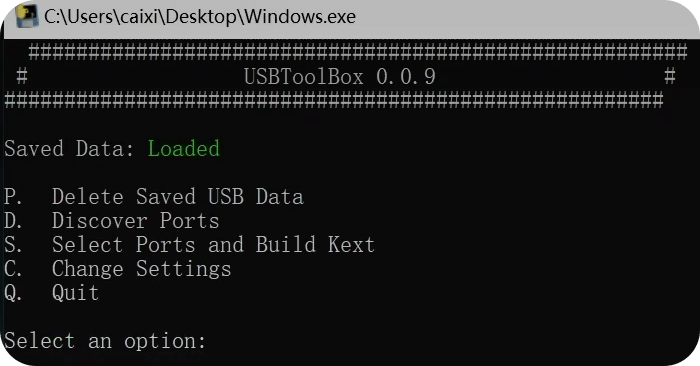 C:\Users\caixi\Desktop\Windows.exe
#######################################################
# USBToolBox 0.0.9 #
#######################################################
Saved Data: Loaded
P. Delete Saved USB Data
D. Discover Ports
S. Select Ports and Build Kext
C. Change Settings
Q. Quit
Select an option: